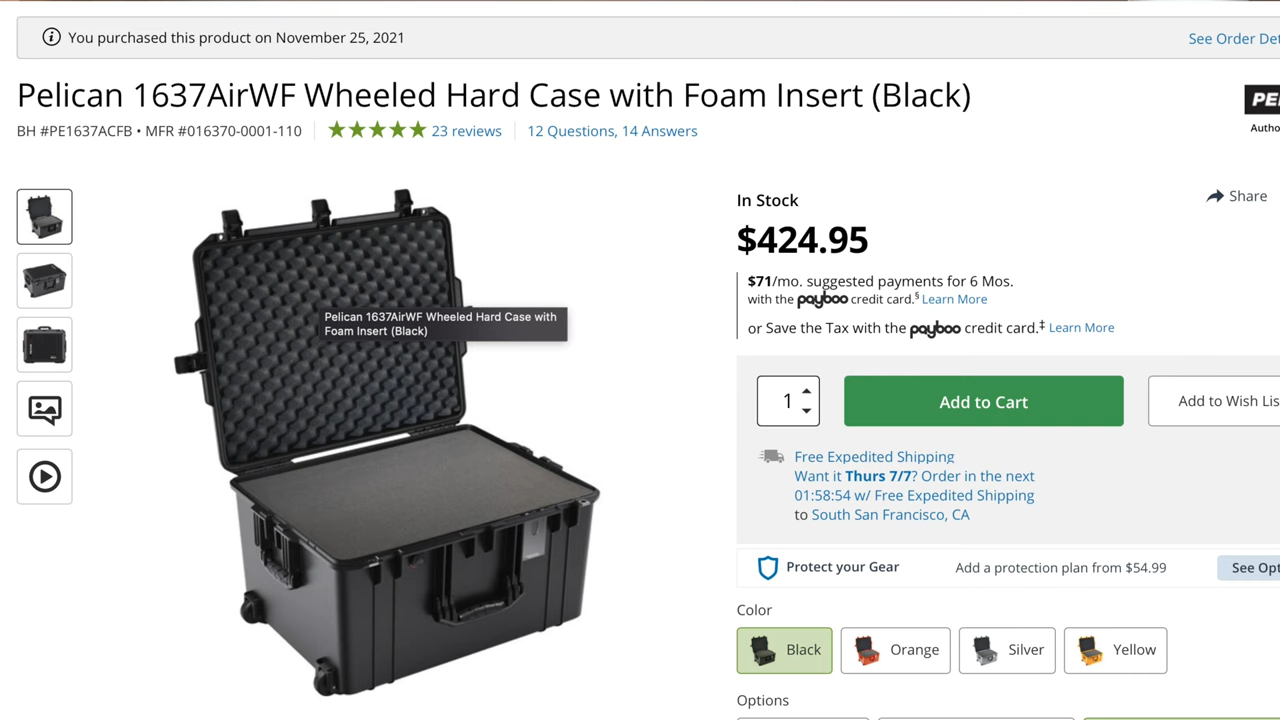 You purchased this product on November 25, 2021
See Order Det
Pelican 1637AirWF Wheeled Hard Case with Foam Insert (Black)
BH #PE1637ACFB • MFR #016370-0001-110
23 reviews
12 Questions, 14 Answers
PE
Autho
In Stock
Share
$424.95
$71/mo. suggested payments for 6 Mos.
with the payboo credit card.§ Learn More
or Save the Tax with the payboo credit card.‡ Learn More
Pelican 1637AirWF Wheeled Hard Case with
Foam Insert (Black)
1
Add to Cart
Add to Wish Lis
Free Expedited Shipping
Want it Thurs 7/7? Order in the next
01:58:54 w/ Free Expedited Shipping
to South San Francisco, CA
Protect your Gear
Add a protection plan from $54.99
See Opt
Color
Black
Orange
Silver
Yellow
Options